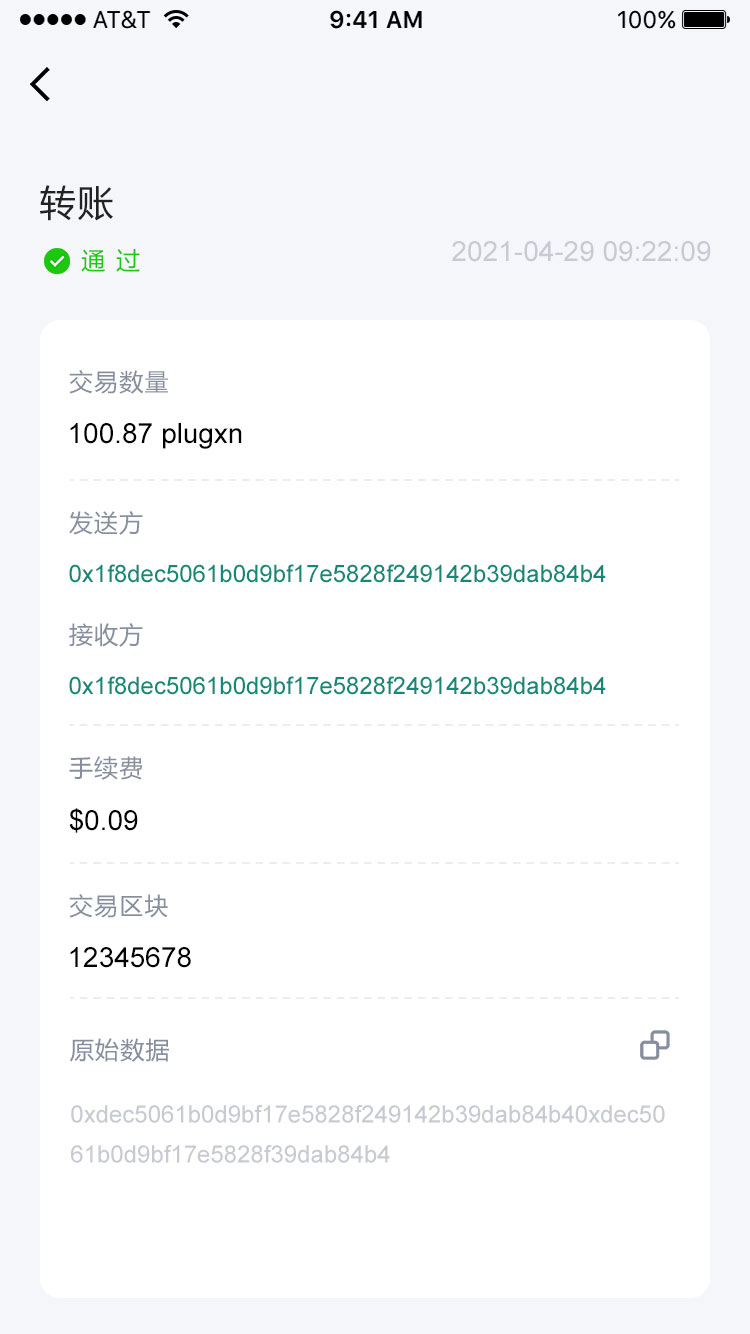 AT&T 9:41 AM 100%
转账
通过 2021-04-29 09:22:09
交易数量
100.87 plugxn
发送方
0x1f8dec5061b0d9bf17e5828f249142b39dab84b4
接收方
0x1f8dec5061b0d9bf17e5828f249142b39dab84b4
手续费
$0.09
交易区块
12345678
原始数据
0xdec5061b0d9bf17e5828f249142b39dab84b40xdec50
61b0d9bf17e5828f39dab84b4